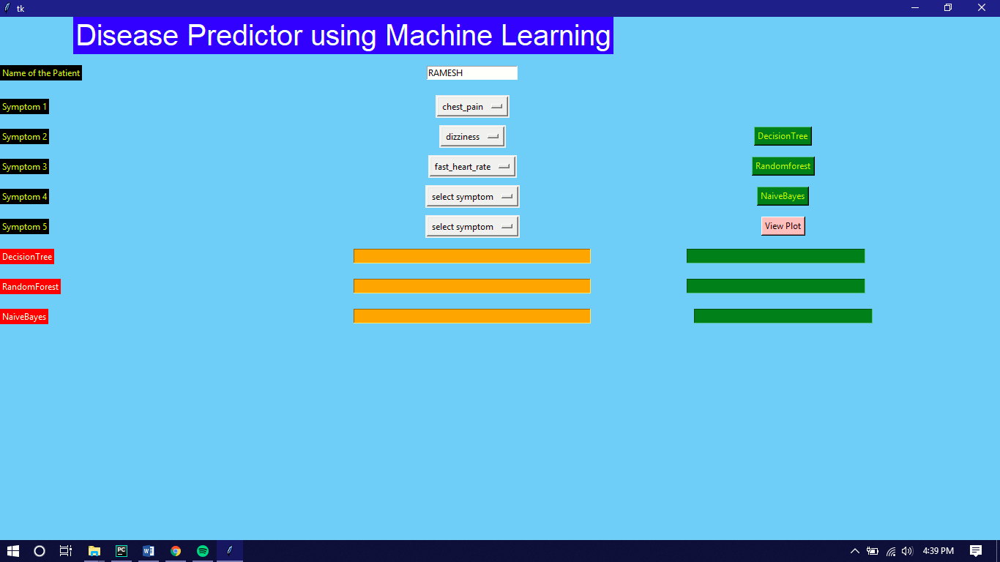 tk
Disease Predictor using Machine Learning
Name of the Patient RAMESH
Symptom 1 chest_pain
Symptom 2 dizziness DecisionTree
Symptom 3 fast_heart_rate Randomforest
Symptom 4 select symptom NaiveBayes
Symptom 5 select symptom View Plot
DecisionTree
RandomForest
NaiveBayes
PC W 4:39 PM